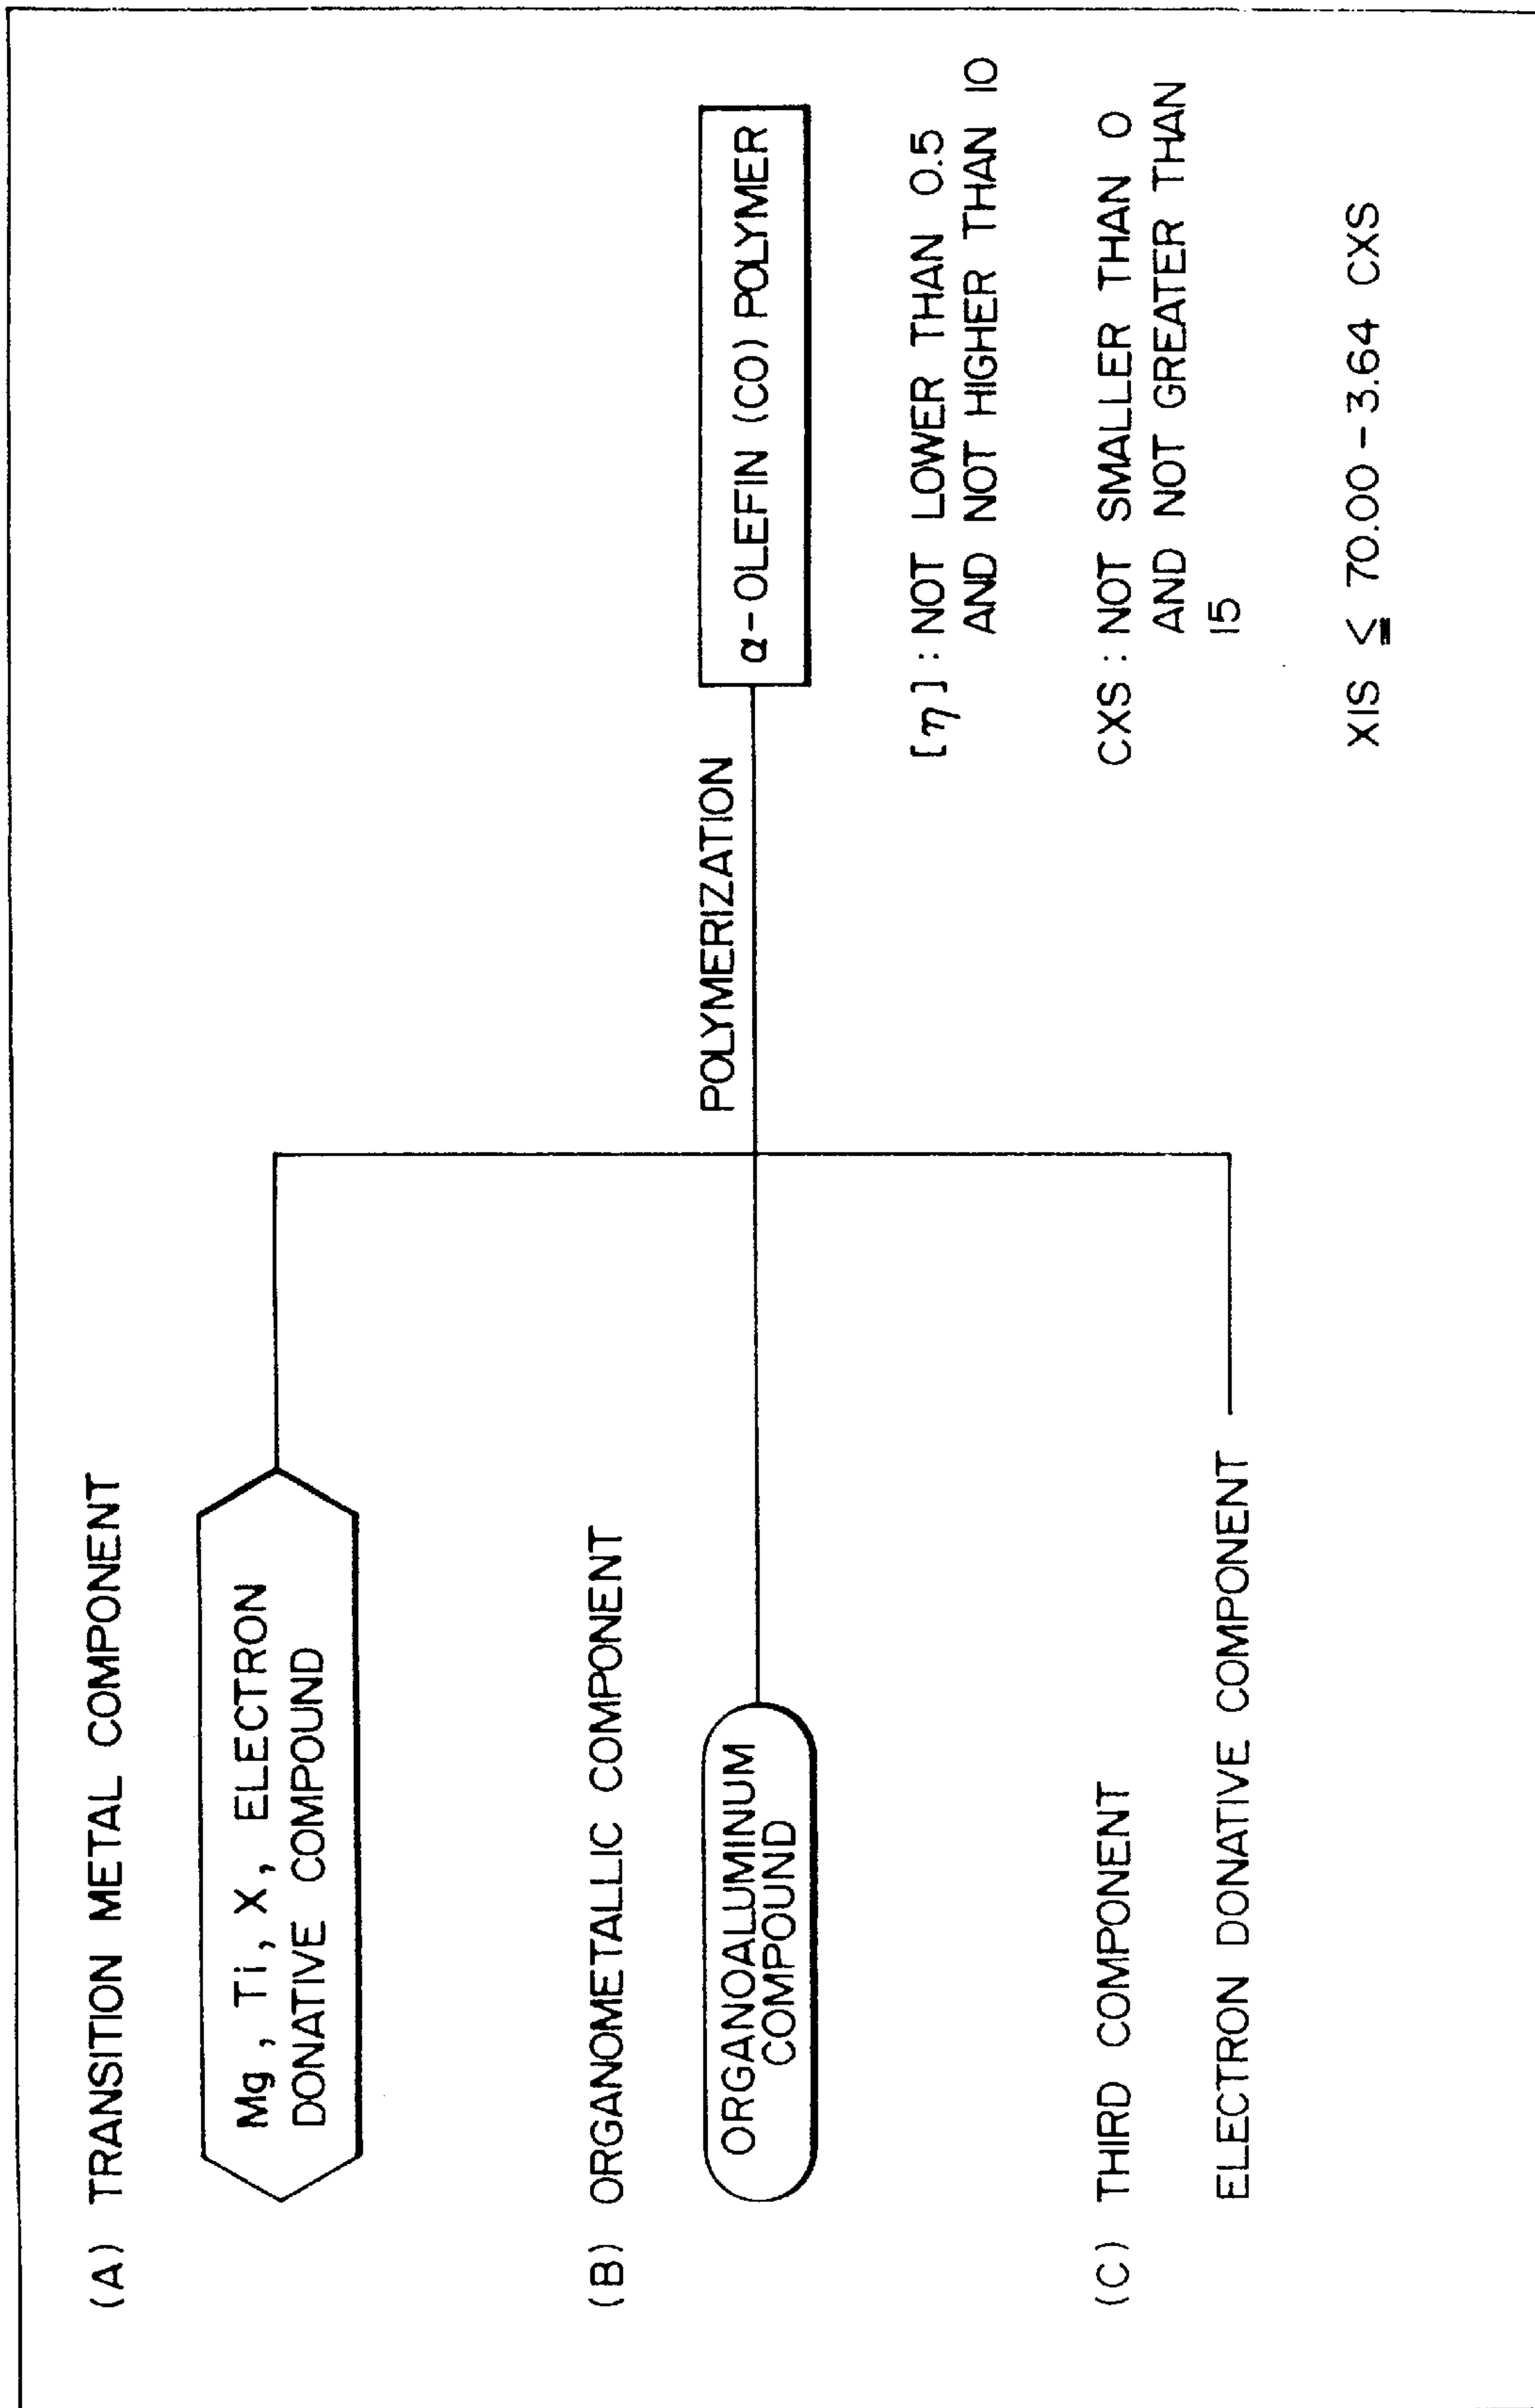 (A) TRANSITION METAL COMPONENT
Mg, Ti, X, ELECTRON
DONATIVE COMPOUND
(B) ORGANOMETALLIC COMPONENT
ORGANOALUMINUM
COMPOUND
(C) THIRD COMPONENT
ELECTRON DONATIVE COMPONENT
POLYMERIZATION
α-OLEFIN (CO) POLYMER
[η]: NOT LOWER THAN 0.5
AND NOT HIGHER THAN 10
CXS: NOT SMALLER THAN 0
AND NOT GREATER THAN
15
XIS ≦ 70.00 - 3.64 CXS